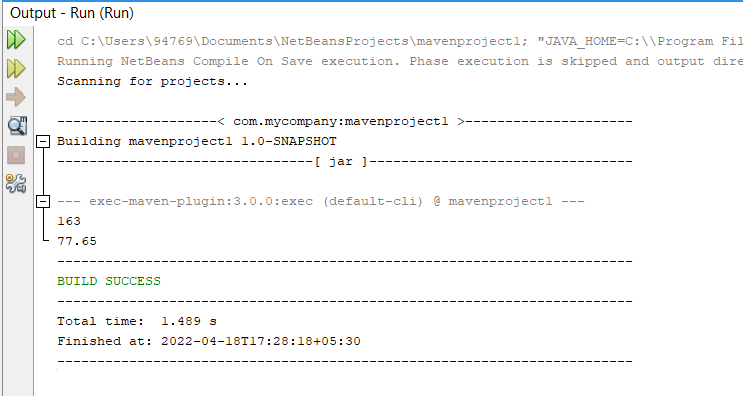 Output - Run (Run)
cd C:\Users\94769\Documents\NetBeansProjects\mavenproject1; "JAVA_HOME=C:\\Program Fil
Running NetBeans Compile On Save execution. Phase execution is skipped and output dire
Scanning for projects...
--------------------< com.mycompany:mavenproject1 >---------------------
Building mavenproject1 1.0-SNAPSHOT
--------------------------------[ jar ]---------------------------------
--- exec-maven-plugin:3.0.0:exec (default-cli) @ mavenproject1 ---
163
77.65
------------------------------------------------------------------------
BUILD SUCCESS
------------------------------------------------------------------------
Total time:  1.489 s
Finished at: 2022-04-18T17:28:18+05:30
------------------------------------------------------------------------